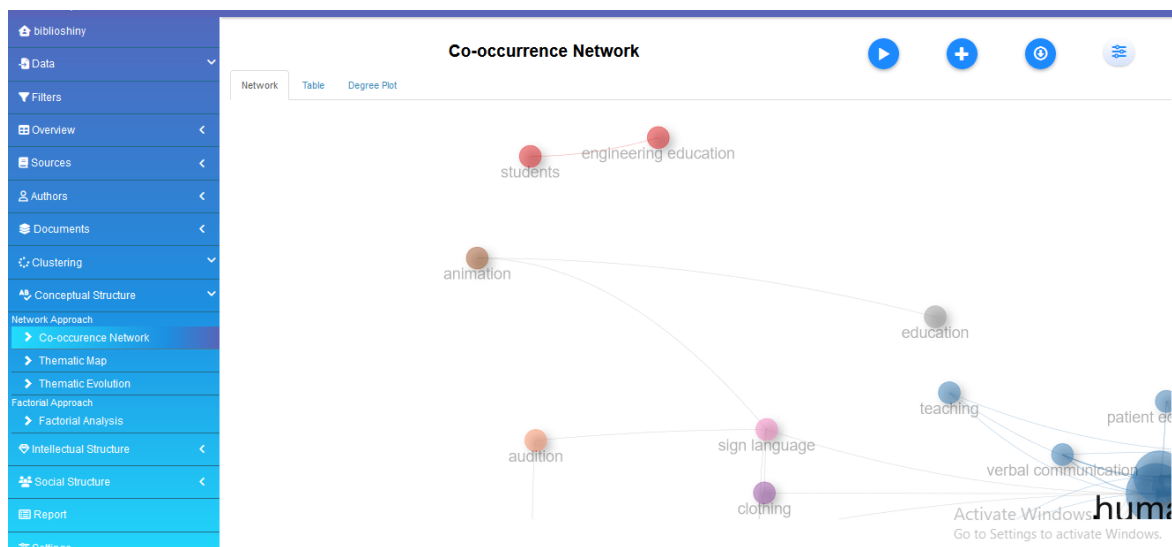 biblioshiny
Data
Filters
Overview
Sources
Authors
Documents
Clustering
Conceptual Structure
Network Approach
Co-occurence Network
Thematic Map
Thematic Evolution
Factorial Approach
Factorial Analysis
Intellectual Structure
Social Structure
Report
Settings
Co-occurrence Network
Network Table Degree Plot
engineering education
students
animation
education
teaching
patient
sign language
audition
verbal communication
clothing
Activate Windows
Go to Settings to activate Windows.